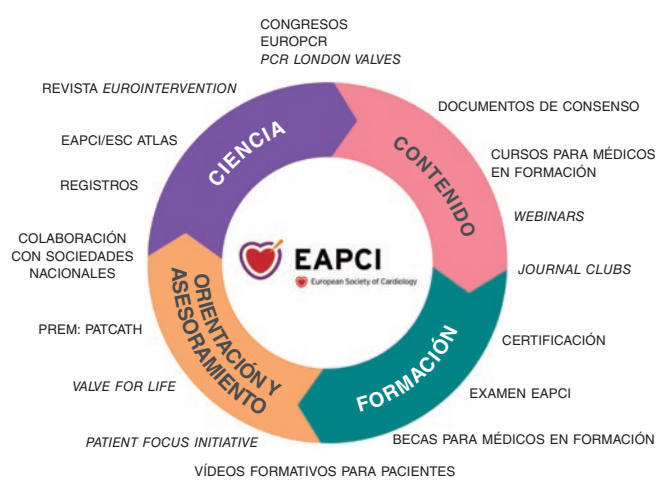 CONGRESOS
EUROPCR
PCR LONDON VALVES
REVISTA EUROINTERVENTION
DOCUMENTOS DE CONSENSO
EAPCI/ESC ATLAS
CIENCIA
CONTENIDO
CURSOS PARA MÉDICOS
EN FORMACIÓN
REGISTROS
WEBINARS
COLABORACIÓN
CON SOCIEDADES
NACIONALES
EAPCI
European Society of Cardiology
JOURNAL CLUBS
ORIENTACIÓN Y
ASESORAMIENTO
FORMACIÓN
PREM: PATCATH
CERTIFICACIÓN
VALVE FOR LIFE
EXAMEN EAPCI
PATIENT FOCUS INITIATIVE
BECAS PARA MÉDICOS EN FORMACIÓN
VÍDEOS FORMATIVOS PARA PACIENTES